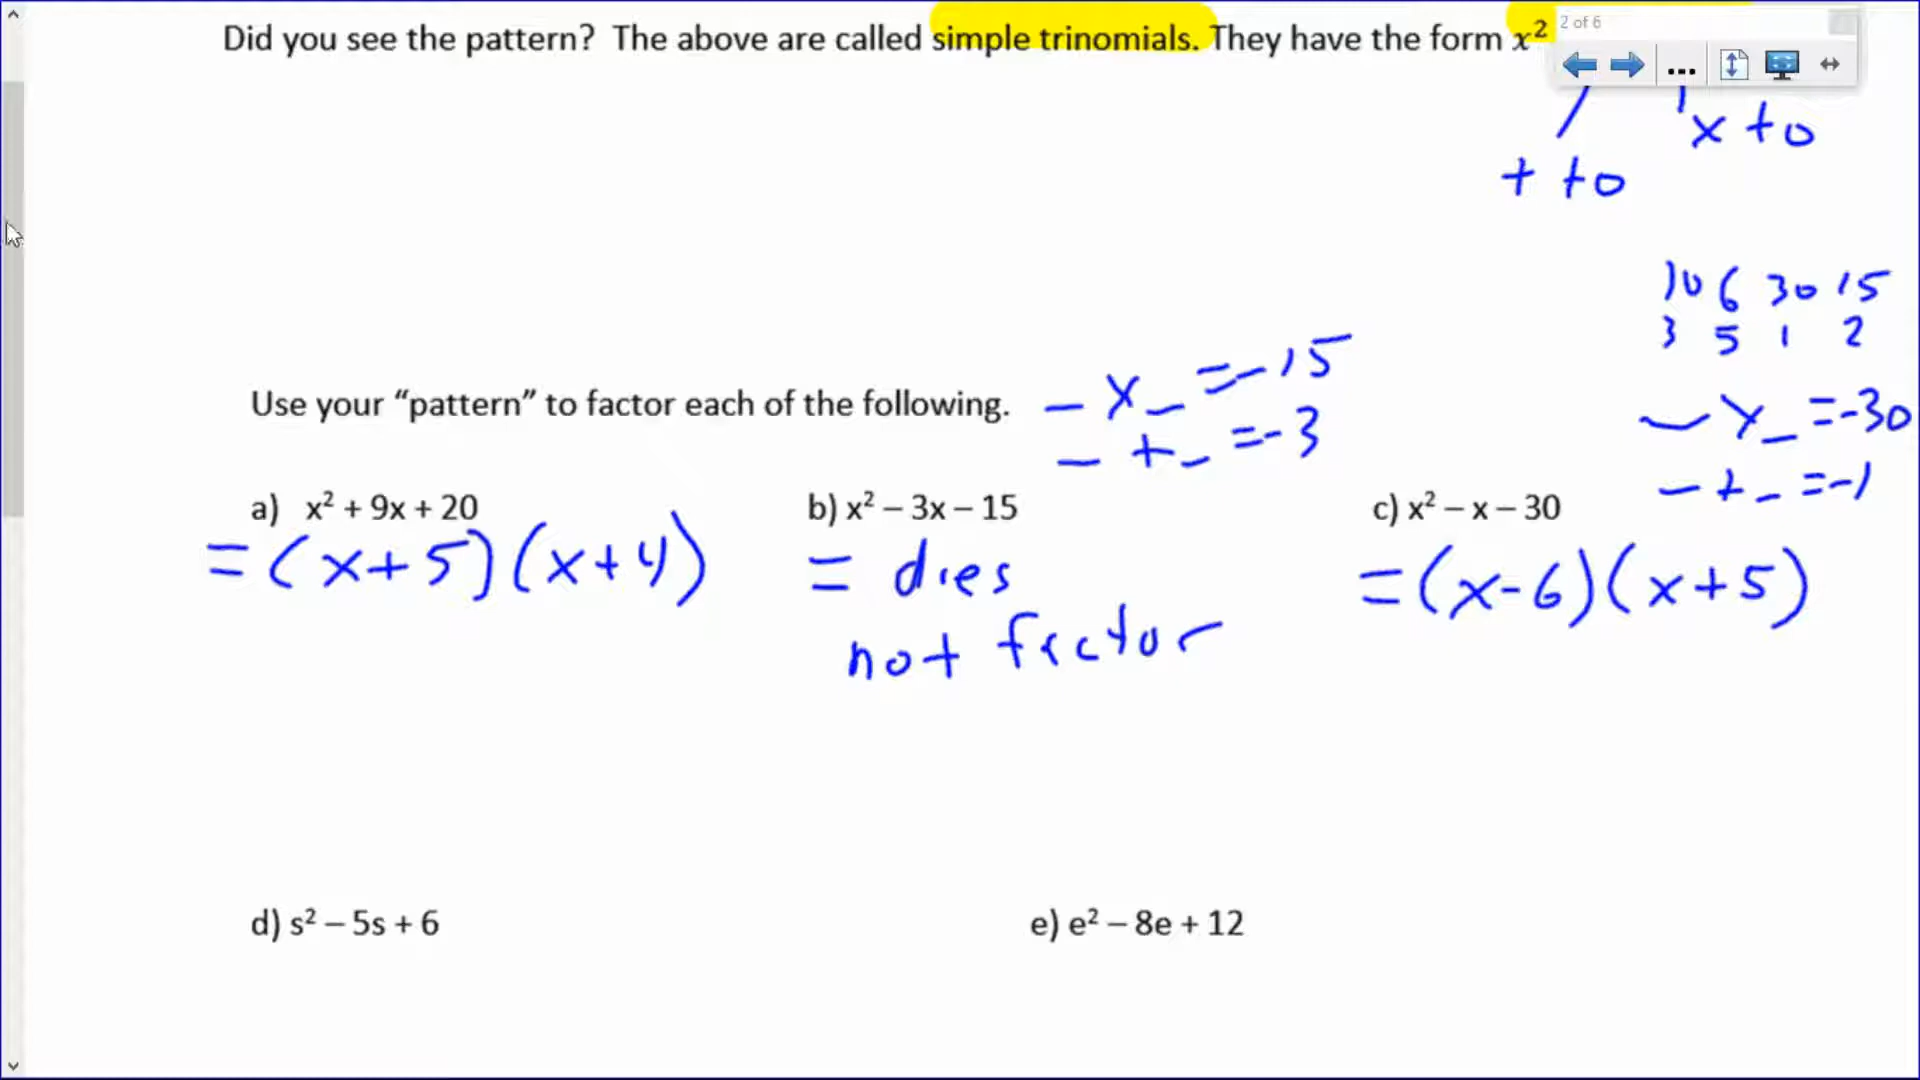 Did you see the pattern? The above are called simple trinomials. They have the form x²
2 of 6
...
x to
+ to
10 6 30 15
3 5 1 2
_ x _ = -15
Use your “pattern” to factor each of the following.
_ + _ = -3
_ x _ = -30
_ + _ = -1
a) x² + 9x + 20
b) x² – 3x – 15
c) x² – x – 30
= (x+5)(x+4)
= dies
not factor
= (x-6)(x+5)
d) s² – 5s + 6
e) e² – 8e + 12